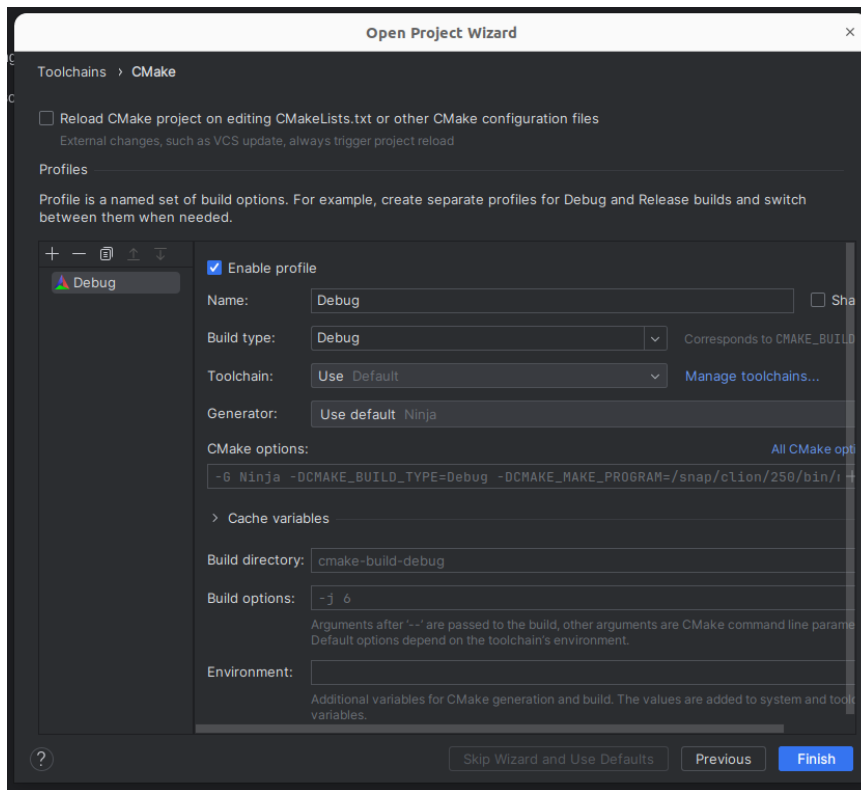 Open Project Wizard
Toolchains › CMake
Reload CMake project on editing CMakeLists.txt or other CMake configuration files
External changes, such as VCS update, always trigger project reload
Profiles
Profile is a named set of build options. For example, create separate profiles for Debug and Release builds and switch
between them when needed.
Debug
Enable profile
Name: Debug Sha
Build type: Debug Corresponds to CMAKE_BUILD
Toolchain: Use Default Manage toolchains...
Generator: Use default Ninja
CMake options: All CMake opti
-G Ninja -DCMAKE_BUILD_TYPE=Debug -DCMAKE_MAKE_PROGRAM=/snap/clion/250/bin/
Cache variables
Build directory: cmake-build-debug
Build options: -j 6
Arguments after '--' are passed to the build, other arguments are CMake command line parame
Default options depend on the toolchain's environment.
Environment:
Additional variables for CMake generation and build. The values are added to system and toolc
variables.
? Skip Wizard and Use Defaults Previous Finish